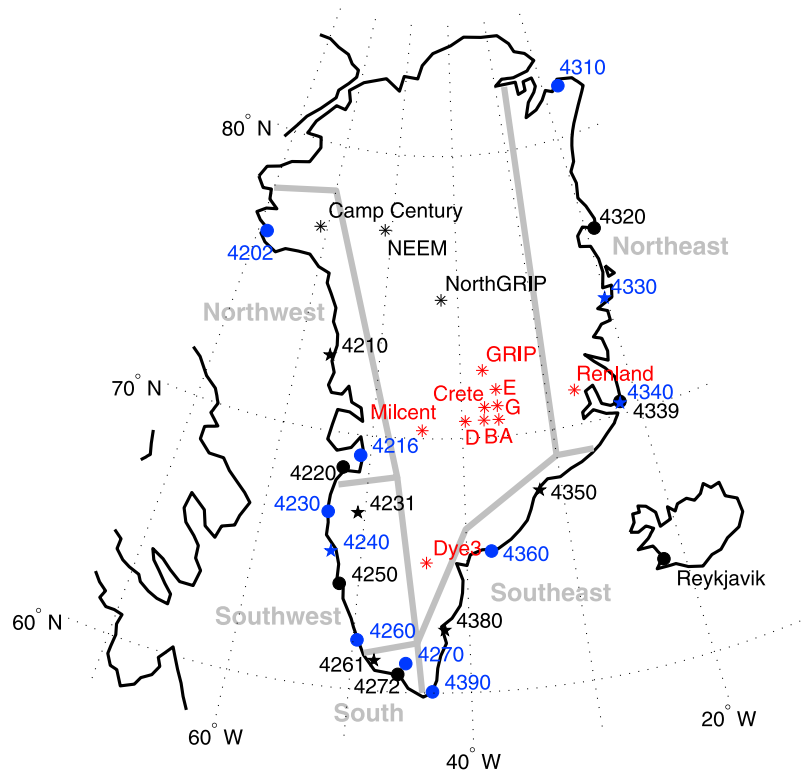 4310
80° N
Camp Century
4320
4202
NEEM
Northeast
NorthGRIP
4330
Northwest
4210
GRIP
Renland
70° N
Crete
E
4340
Milcent
G
4339
D
B
A
4216
4220
4350
4230
4231
4240
Dye3
4360
4250
Reykjavik
Southeast
60° N
Southwest
4260
4380
4261
4270
4272
4390
South
20° W
60° W
40° W